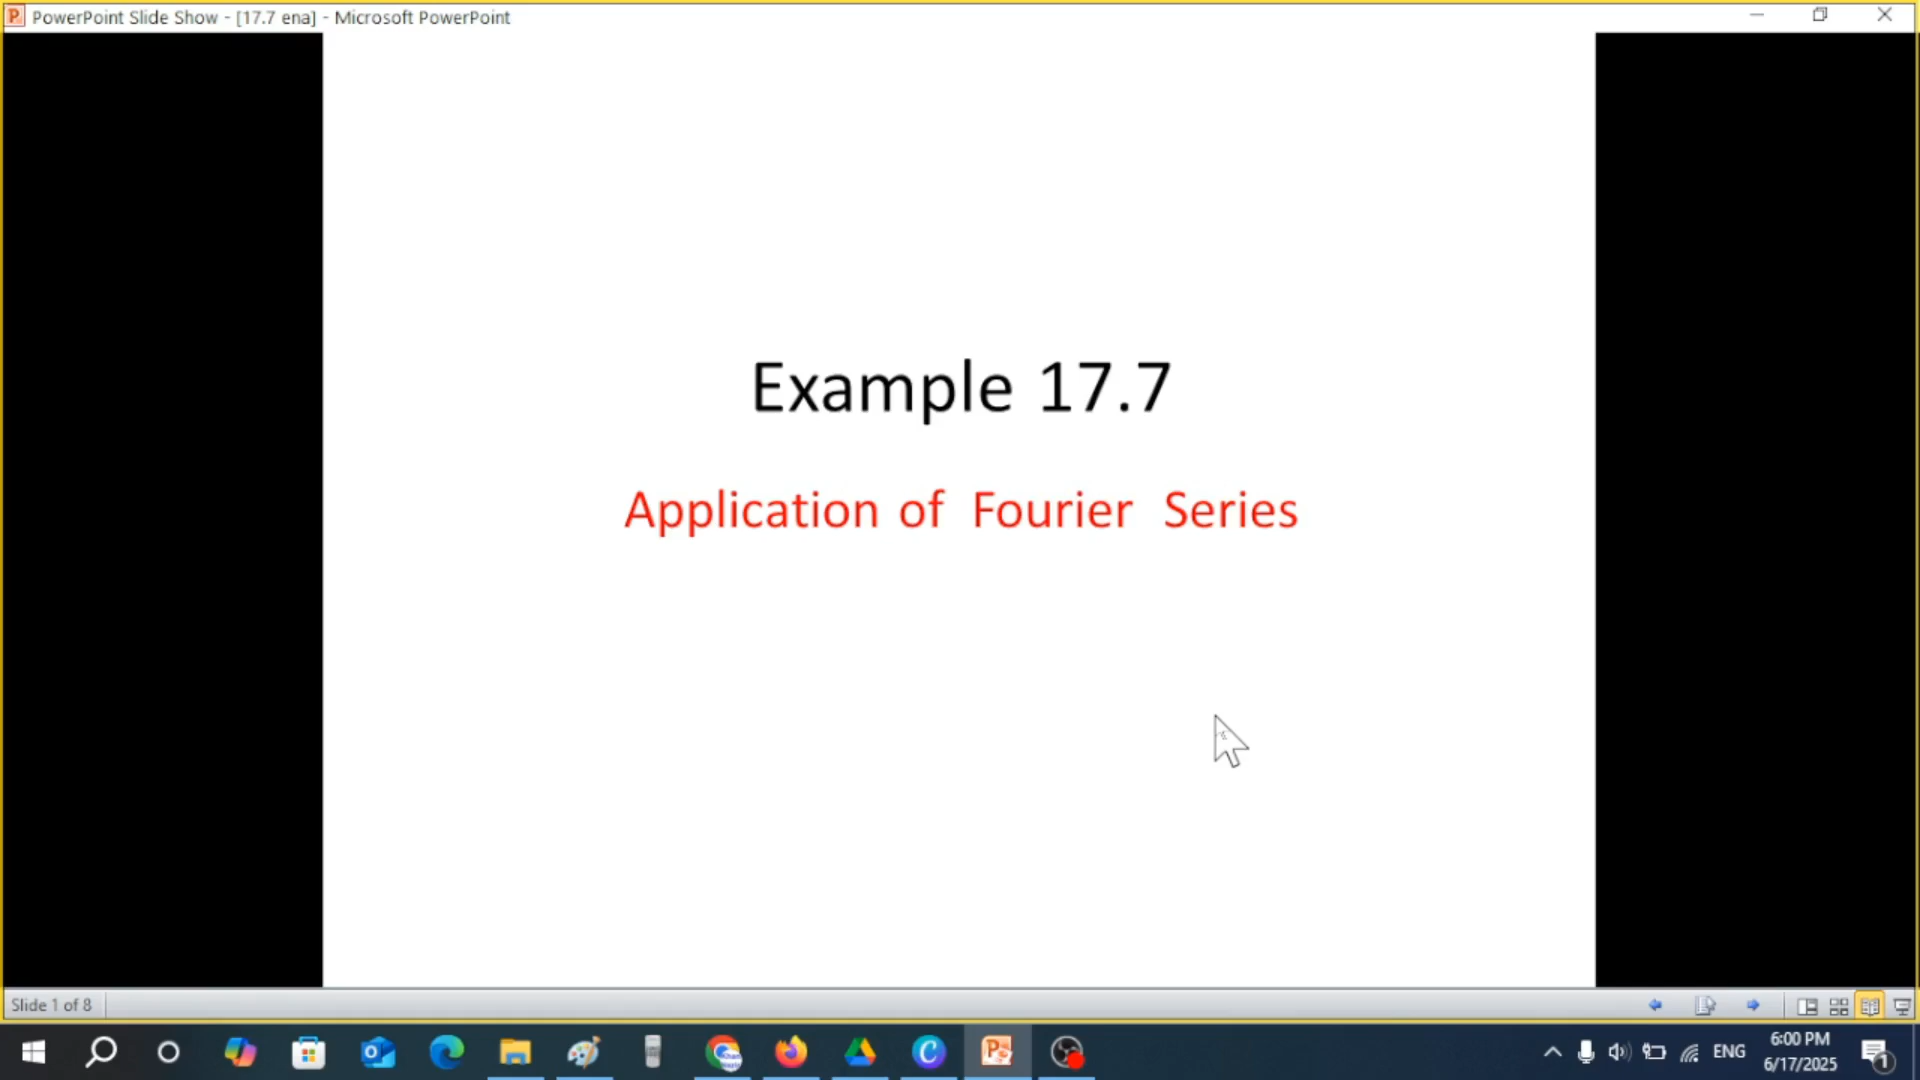 PowerPoint Slide Show - [17.7 ena] - Microsoft PowerPoint
Example 17.7
Application of Fourier Series
Slide 1 of 8
ENG
6:00 PM
6/17/2025
1